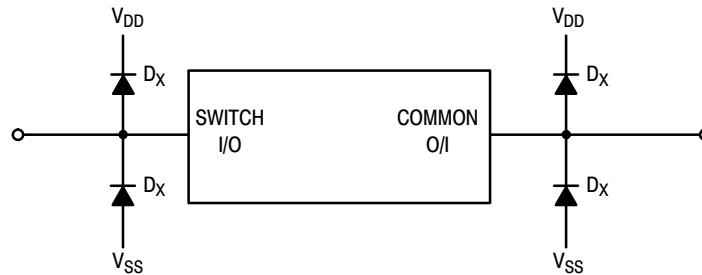 VDD
VDD
DX
DX
SWITCH
I/O
COMMON
O/I
DX
DX
VSS
VSS